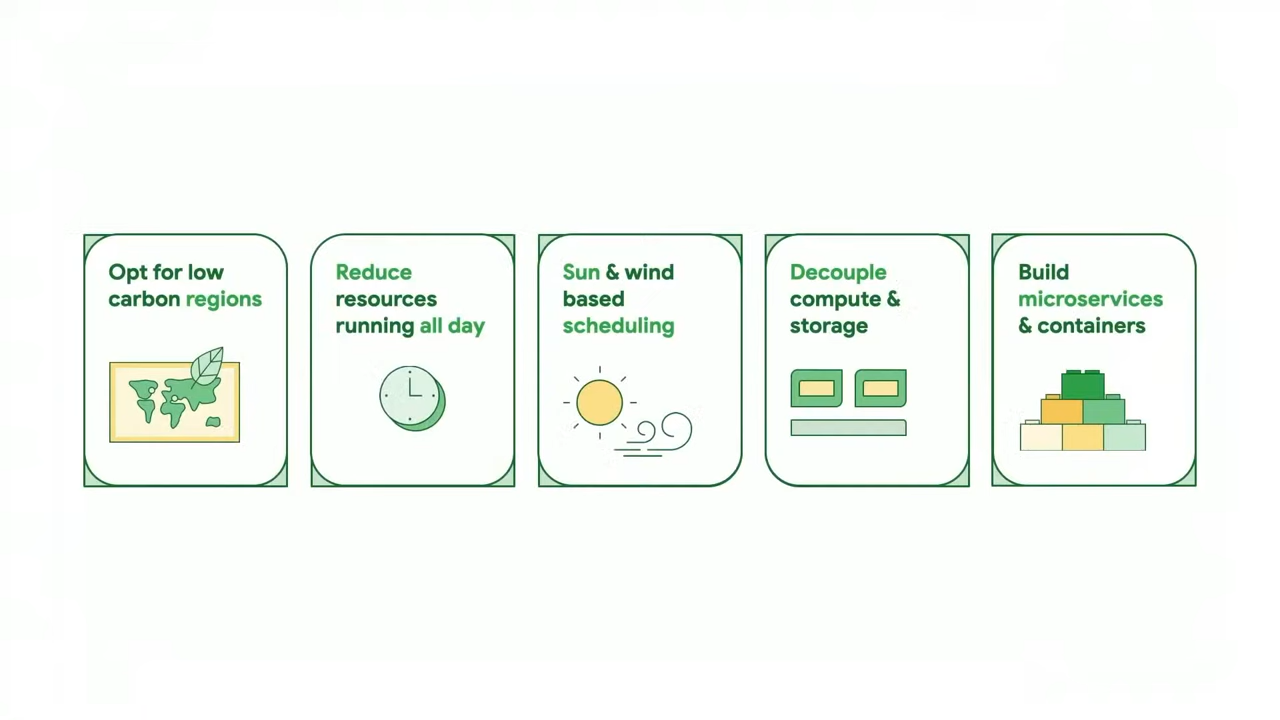 Opt for low
carbon regions
Reduce
resources
running all day
Sun & wind
based
scheduling
Decouple
compute &
storage
Build
microservices
& containers